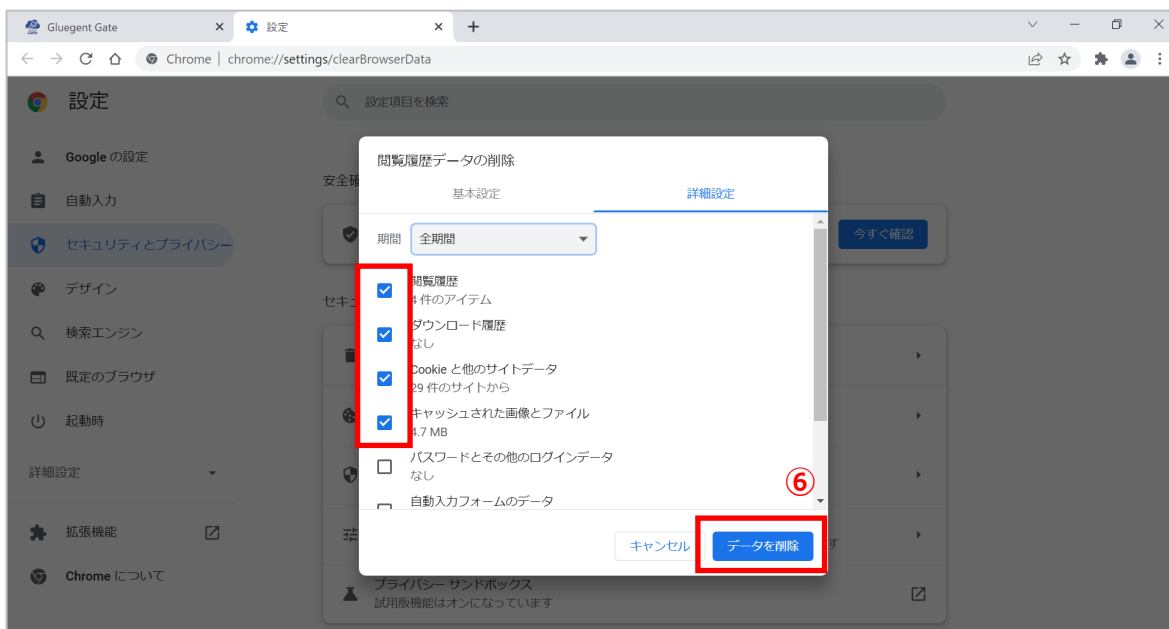 Gluegent Gate
設定
Chrome | chrome://settings/clearBrowserData
設定
設定項目を検索
Google の設定
自動入力
セキュリティとプライバシー
デザイン
検索エンジン
既定のブラウザ
起動時
詳細設定
拡張機能
Chrome について
安全確
今すぐ確認
セキュ
閲覧履歴データの削除
基本設定
詳細設定
期間
全期間
閲覧履歴
4 件のアイテム
ダウンロード履歴
なし
Cookie と他のサイトデータ
29 件のサイトから
キャッシュされた画像とファイル
4.7 MB
パスワードとその他のログインデータ
なし
自動入力フォームのデータ
⑥
キャンセル
データを削除
す
プライバシー サンドボックス
試用版機能はオンになっています